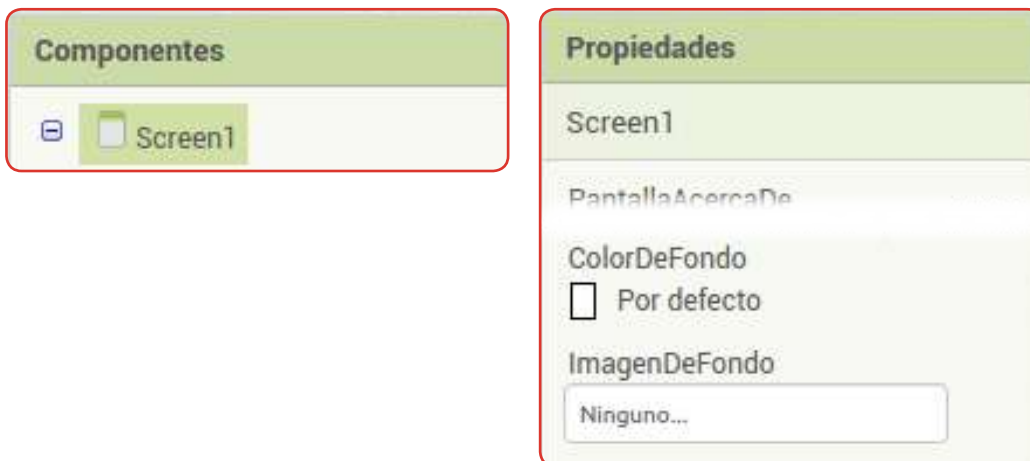 Componentes
Screen1
Propiedades
Screen1
PantallaAcercaDe
ColorDeFondo
Por defecto
ImagenDeFondo
Ninguno...